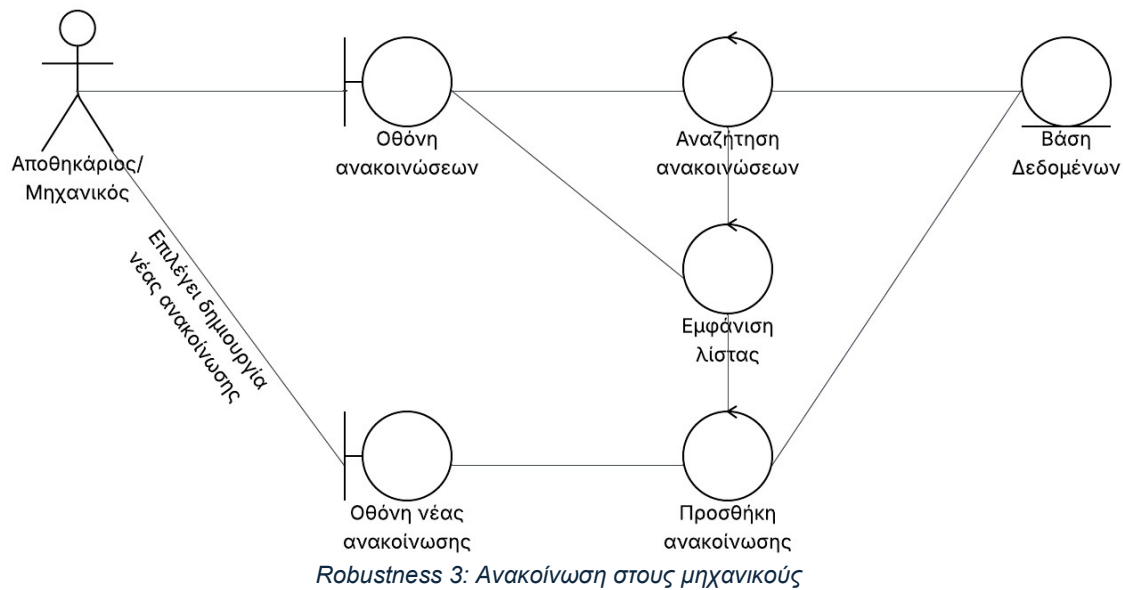 Οθόνη
ανακοινώσεων
Αναζήτηση
ανακοινώσεων
Βάση
Δεδομένων
Αποθηκάριος/
Μηχανικός
Επιλέγει δημιουργία
νέας ανακοίνωσης
Εμφάνιση
λίστας
Οθόνη νέας
ανακοίνωσης
Προσθήκη
ανακοίνωσης
Robustness 3: Ανακοίνωση στους μηχανικούς